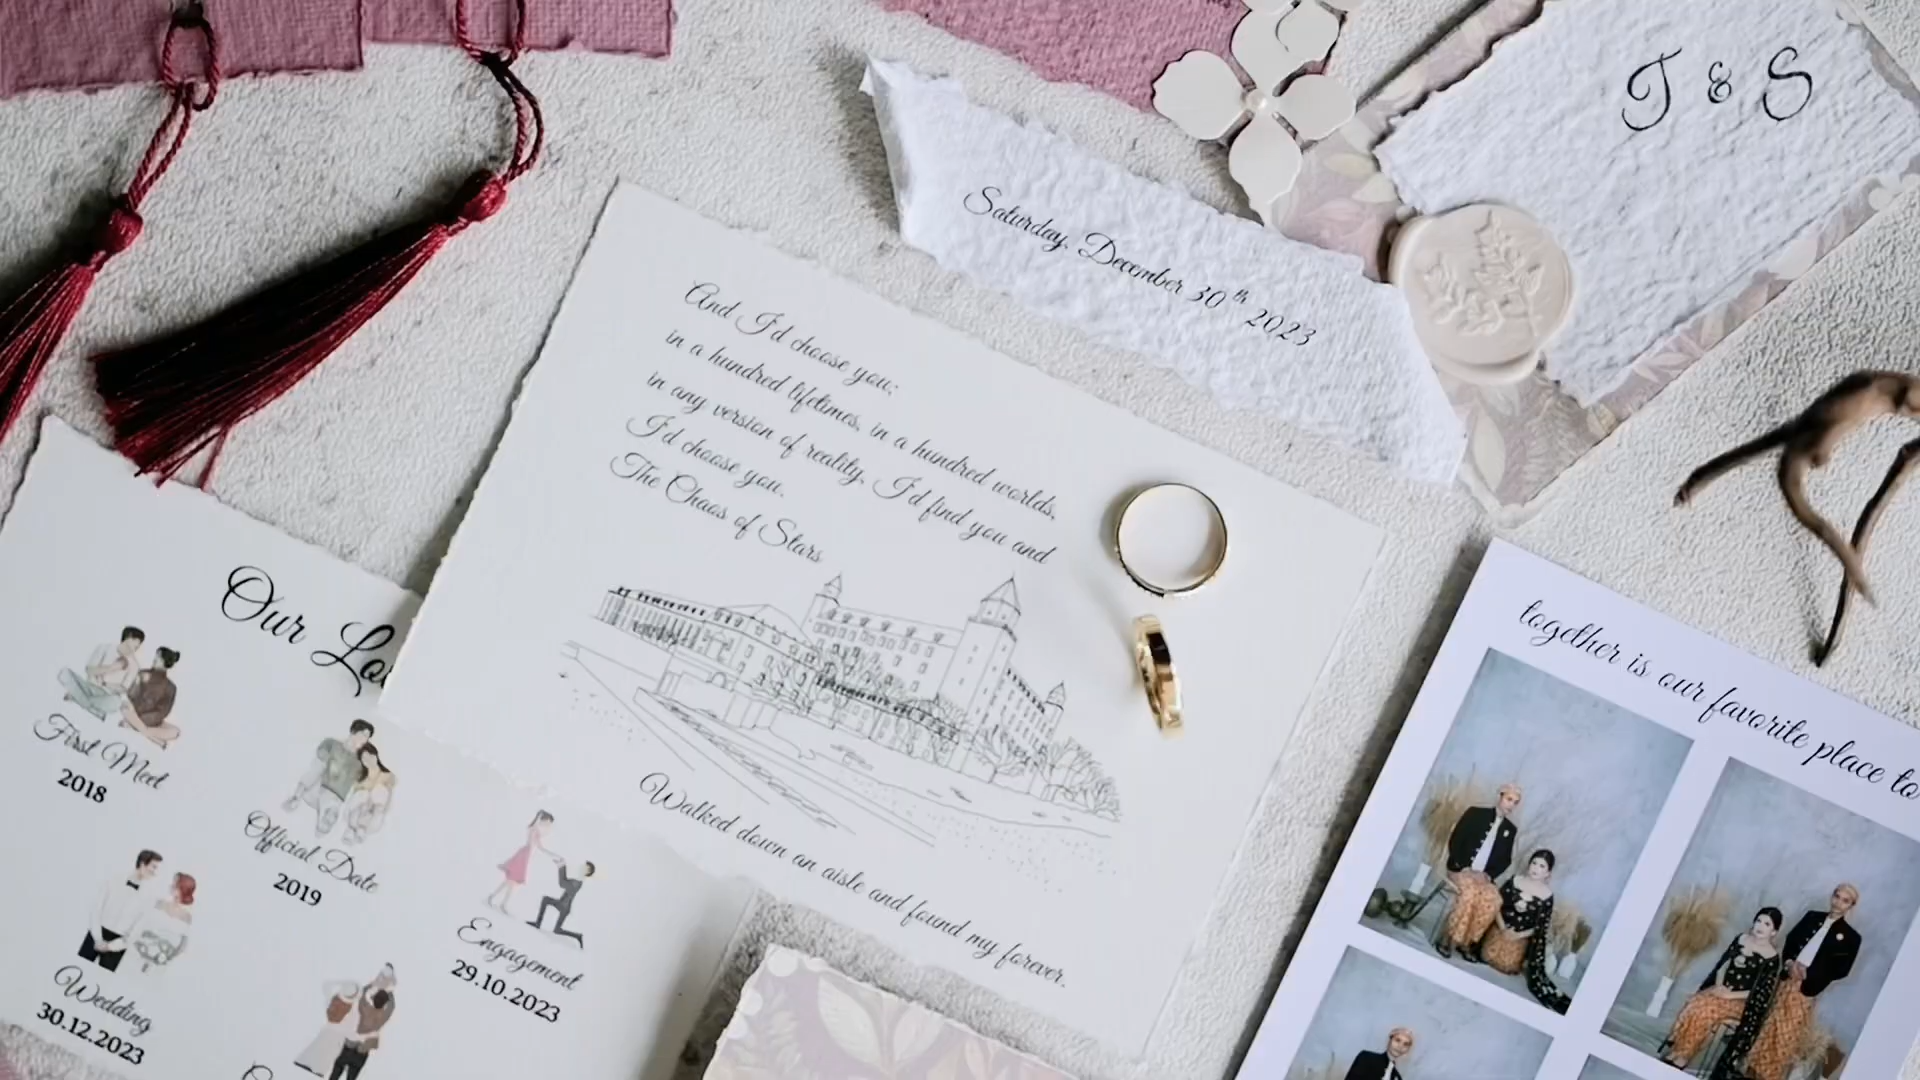 T & S
Saturday, December 30th 2023
And I'd choose you;
in a hundred lifetimes, in a hundred worlds,
in any version of reality, I'd find you and
I'd choose you.
The Chaos of Stars
Walked down an aisle and found my forever.
Our Lo
First Meet
2018
Official Date
2019
Engagement
29.10.2023
Wedding
30.12.2023
together is our favorite place to